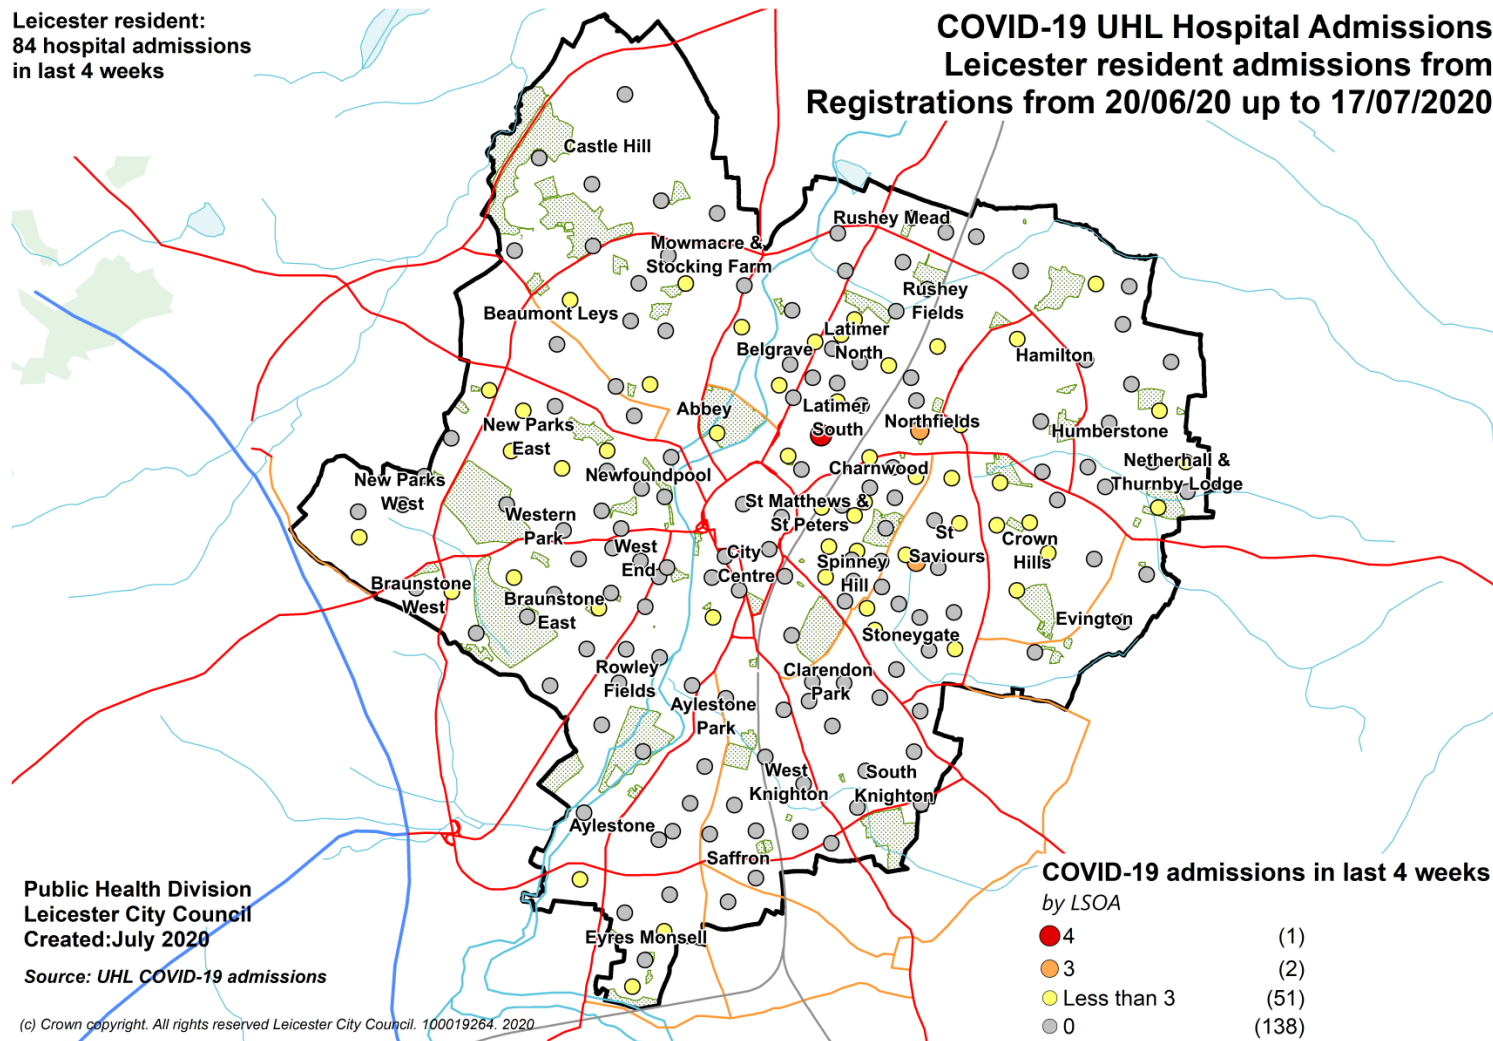 Leicester resident:
84 hospital admissions
in last 4 weeks
COVID-19 UHL Hospital Admissions
Leicester resident admissions from
Registrations from 20/06/20 up to 17/07/2020
Castle Hill
Rushey Mead
Mowmacre &
Stocking Farm
Rushey
Fields
Beaumont Leys
Latimer
North
Belgrave
Hamilton
Abbey
Latimer
South
Northfields
New Parks
East
Humberstone
Netherhall &
Thurnby Lodge
Newfoundpool
Charnwood
New Parks
West
St Matthews &
St Peters
Western
Park
St
Saviours
Crown
Hills
West
End
City
Centre
Spinney
Hill
Braunstone
West
Braunstone
East
Evington
Stoneygate
Rowley
Fields
Clarendon
Park
Aylestone
Park
West
Knighton
South
Knighton
Aylestone
Saffron
Eyres Monsell
Public Health Division
Leicester City Council
Created:July 2020
Source: UHL COVID-19 admissions
(c) Crown copyright. All rights reserved Leicester City Council. 100019264. 2020
COVID-19 admissions in last 4 weeks
by LSOA
4 (1)
3 (2)
Less than 3 (51)
0 (138)